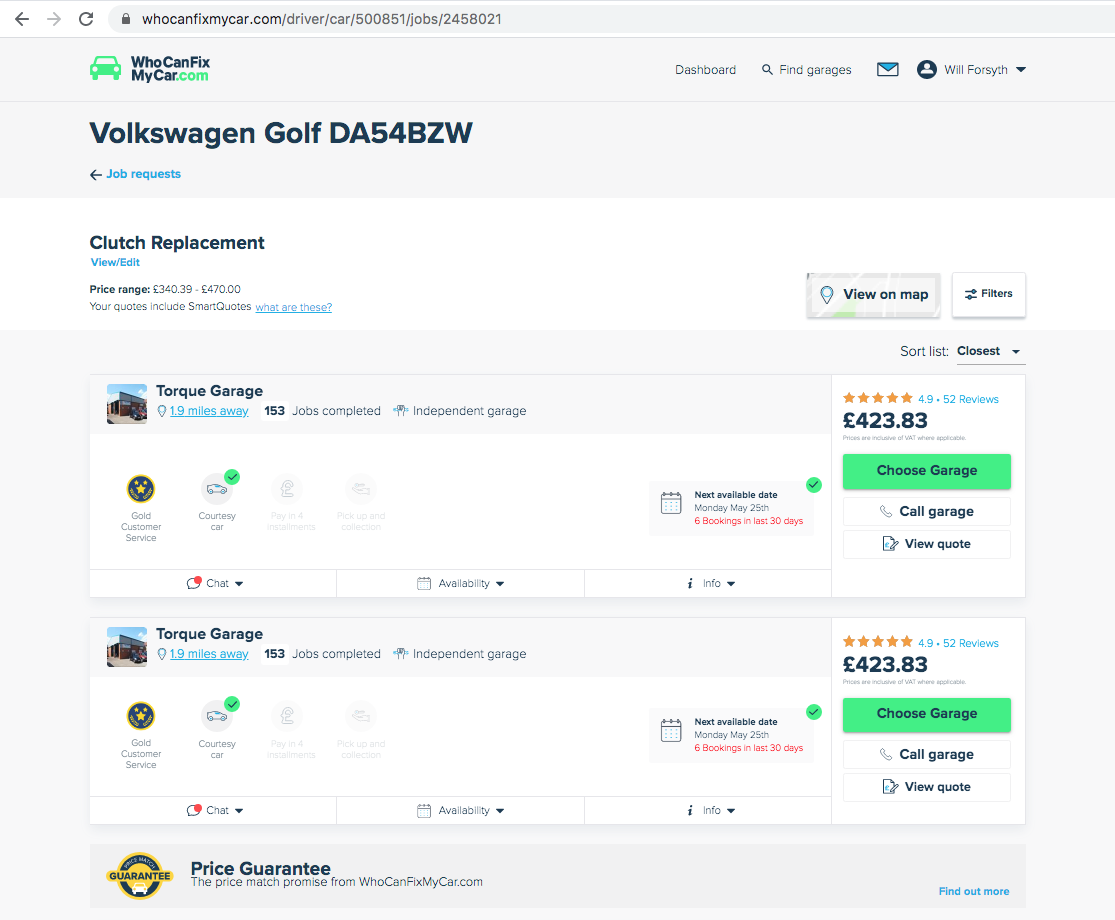 whocanfixmycar.com/driver/car/500851/jobs/2458021
WhoCanFix
MyCar.com
Dashboard
Find garages
Will Forsyth
Volkswagen Golf DA54BZW
Job requests
Clutch Replacement
View/Edit
Price range: £340.39 - £470.00
Your quotes include SmartQuotes what are these?
View on map
Filters
Sort list: Closest
Torque Garage
1.9 miles away 153 Jobs completed Independent garage
4.9 • 52 Reviews
£423.83
Prices are inclusive of VAT where applicable.
Choose Garage
Call garage
View quote
Gold
Customer
Service
Courtesy
car
Pay in 4
instalments
Pick up and
collection
Next available date
Monday May 25th
6 Bookings in last 30 days
Chat
Availability
Info
Torque Garage
1.9 miles away 153 Jobs completed Independent garage
4.9 • 52 Reviews
£423.83
Prices are inclusive of VAT where applicable.
Choose Garage
Call garage
View quote
Gold
Customer
Service
Courtesy
car
Pay in 4
instalments
Pick up and
collection
Next available date
Monday May 25th
6 Bookings in last 30 days
Chat
Availability
Info
PRICE MATCH
GUARANTEE
Price Guarantee
The price match promise from WhoCanFixMyCar.com
Find out more